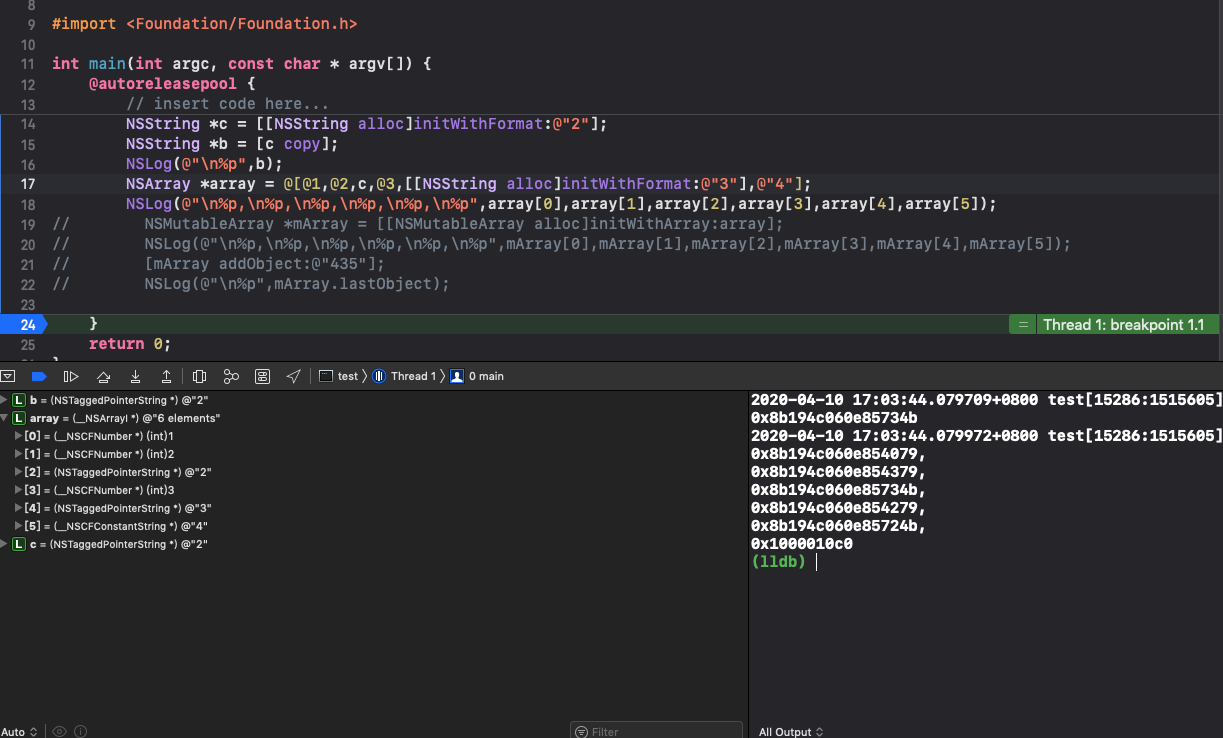 8
9 #import <Foundation/Foundation.h>
10
11 int main(int argc, const char * argv[]) {
12 @autoreleasepool {
13 // insert code here...
14 NSString *c = [[NSString alloc]initWithFormat:@"2"];
15 NSString *b = [c copy];
16 NSLog(@"\n%p",b);
17 NSArray *array = @[@1,@2,c,@3,[[NSString alloc]initWithFormat:@"3"],@"4"];
18 NSLog(@"\n%p,\n%p,\n%p,\n%p,\n%p,\n%p",array[0],array[1],array[2],array[3],array[4],array[5]);
19 // NSMutableArray *mArray = [[NSMutableArray alloc]initWithArray:array];
20 // NSLog(@"\n%p,\n%p,\n%p,\n%p,\n%p,\n%p",mArray[0],mArray[1],mArray[2],mArray[3],mArray[4],mArray[5]);
21 // [mArray addObject:@"435"];
22 // NSLog(@"\n%p",mArray.lastObject);
23
24 } = Thread 1: breakpoint 1.1
25 return 0;
test Thread 1 0 main
L b = (NSTaggedPointerString *) @"2"
L array = (__NSArrayI *) @"6 elements"
[0] = (__NSCFNumber *) (int)1
[1] = (__NSCFNumber *) (int)2
[2] = (NSTaggedPointerString *) @"2"
[3] = (__NSCFNumber *) (int)3
[4] = (NSTaggedPointerString *) @"3"
[5] = (__NSCFConstantString *) @"4"
L c = (NSTaggedPointerString *) @"2"
2020-04-10 17:03:44.079709+0800 test[15286:1515605]
0x8b194c060e85734b
2020-04-10 17:03:44.079972+0800 test[15286:1515605]
0x8b194c060e854079,
0x8b194c060e854379,
0x8b194c060e85734b,
0x8b194c060e854279,
0x8b194c060e85724b,
0x1000010c0
(lldb)
Auto Filter All Output